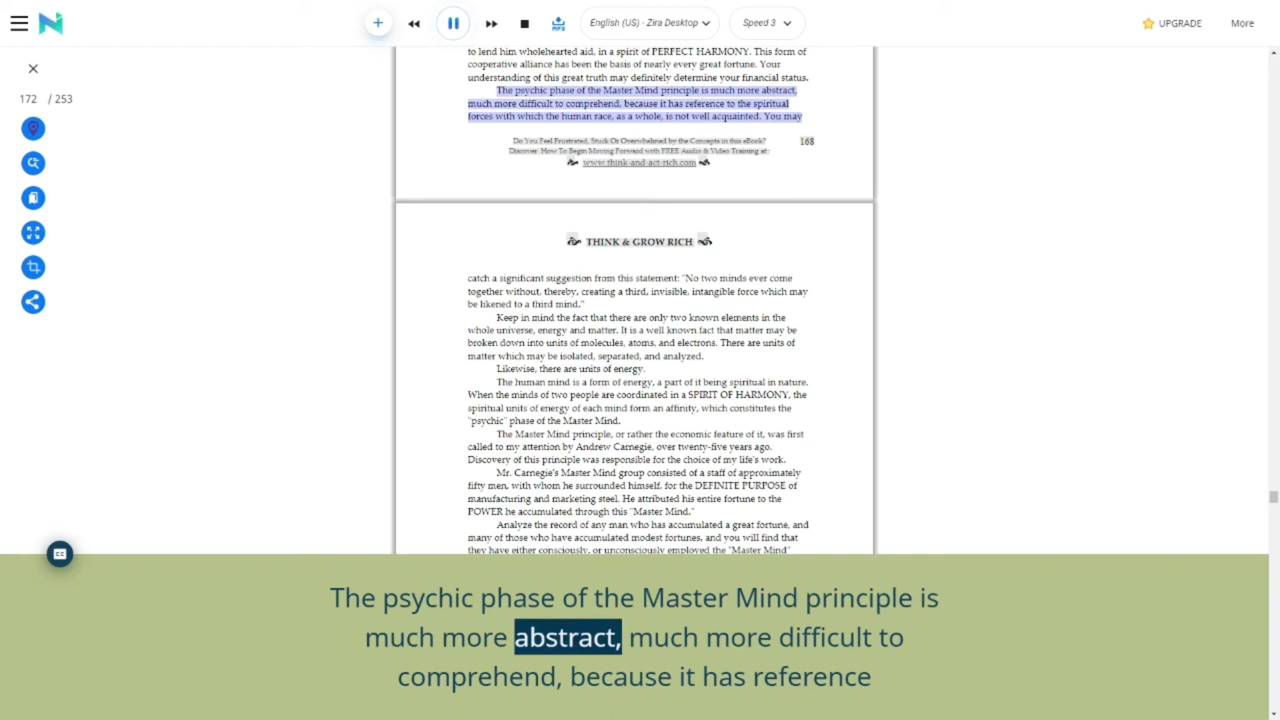 English (US) - Zira Desktop
Speed 3
UPGRADE
More
172 / 253
to lend him wholehearted aid, in a spirit of PERFECT HARMONY. This form of
cooperative alliance has been the basis of nearly every great fortune. Your
understanding of this great truth may definitely determine your financial status.
The psychic phase of the Master Mind principle is much more abstract,
much more difficult to comprehend, because it has reference to the spiritual
forces with which the human race, as a whole, is not well acquainted. You may
Do You Feel Frustrated, Stuck Or Overwhelmed by the Concepts in this eBook?
168
Discover How To Begin Moving Forward with FREE Audio & Video Training at:
www.think-and-act-rich.com
THINK & GROW RICH
catch a significant suggestion from this statement: "No two minds ever come
together without, thereby, creating a third, invisible, intangible force which may
be likened to a third mind."
Keep in mind the fact that there are only two known elements in the
whole universe, energy and matter. It is a well known fact that matter may be
broken down into units of molecules, atoms, and electrons. There are units of
matter which may be isolated, separated, and analyzed.
Likewise, there are units of energy.
The human mind is a form of energy, a part of it being spiritual in nature.
When the minds of two people are coordinated in a SPIRIT OF HARMONY, the
spiritual units of energy of each mind form an affinity, which constitutes the
"psychic" phase of the Master Mind.
The Master Mind principle, or rather the economic feature of it, was first
called to my attention by Andrew Carnegie, over twenty-five years ago.
Discovery of this principle was responsible for the choice of my life's work.
Mr. Carnegie's Master Mind group consisted of a staff of approximately
fifty men, with whom he surrounded himself, for the DEFINITE PURPOSE of
manufacturing and marketing steel. He attributed his entire fortune to the
POWER he accumulated through this "Master Mind."
Analyze the record of any man who has accumulated a great fortune, and
many of those who have accumulated modest fortunes, and you will find that
they have either consciously, or unconsciously employed the "Master Mind"
The psychic phase of the Master Mind principle is
much more abstract, much more difficult to
comprehend, because it has reference